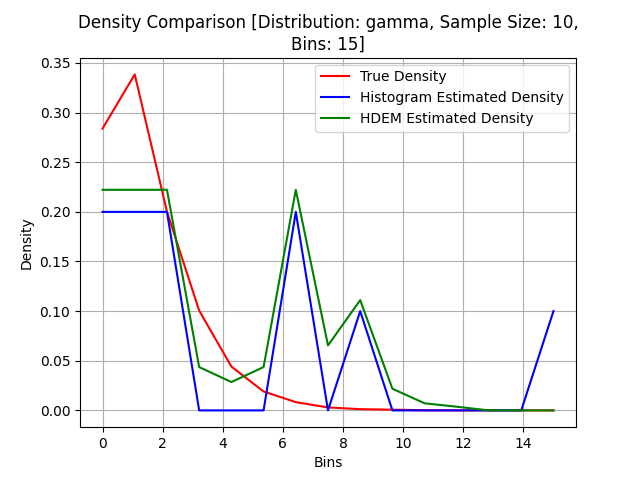 Density Comparison [Distribution: gamma, Sample Size: 10,
Bins: 15]
True Density
Histogram Estimated Density
HDEM Estimated Density
Density
0.35
0.30
0.25
0.20
0.15
0.10
0.05
0.00
0 2 4 6 8 10 12 14
Bins